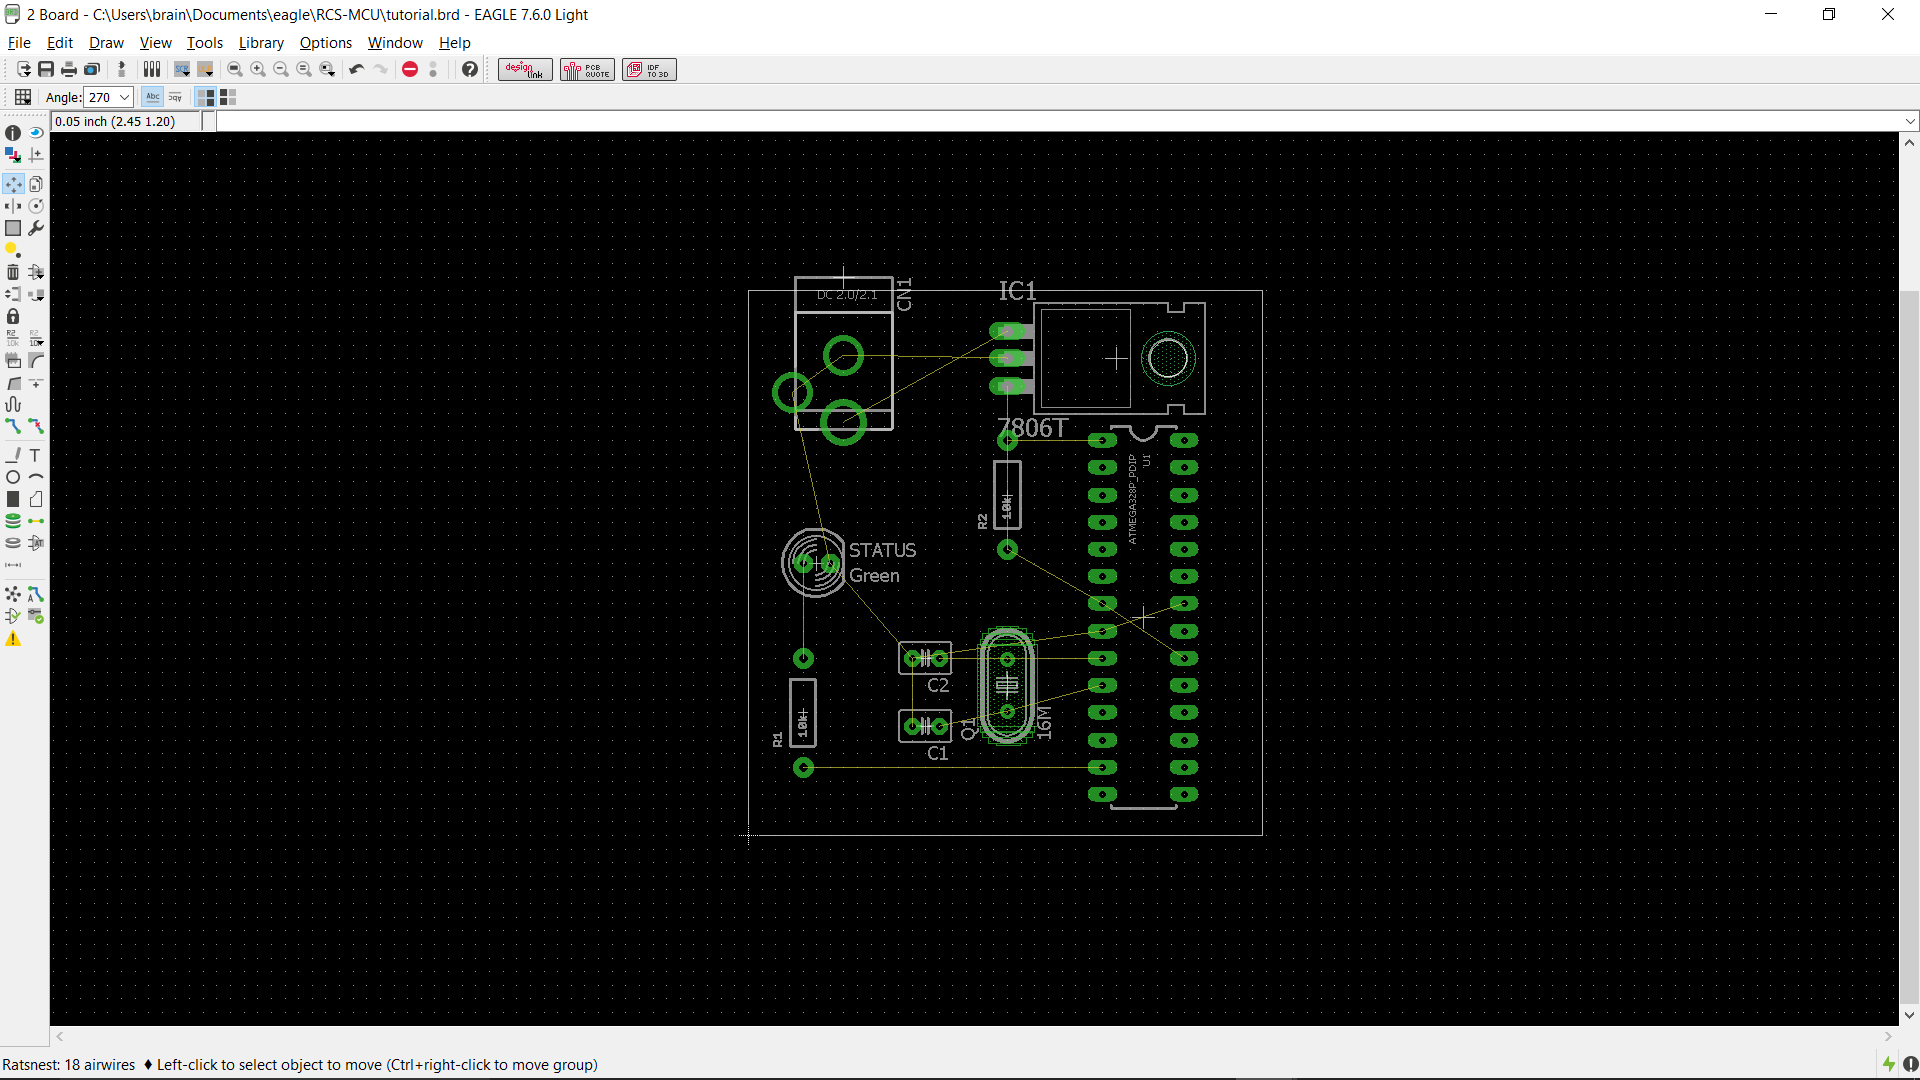 2 Board - C:\Users\brain\Documents\eagle\RCS-MCU\tutorial.brd - EAGLE 7.6.0 Light
File Edit Draw View Tools Library Options Window Help
design link PCB QUOTE IDF TO 3D
Angle: 270
0.05 inch (2.45 1.20)
DC 2.0/2.1
CN1
IC1
7806T
ATMEGA328P_PDIP
U1
R2
10k
STATUS
Green
C2
C1
Q1
16M
R1
10k
Ratsnest: 18 airwires ♦ Left-click to select object to move (Ctrl+right-click to move group)